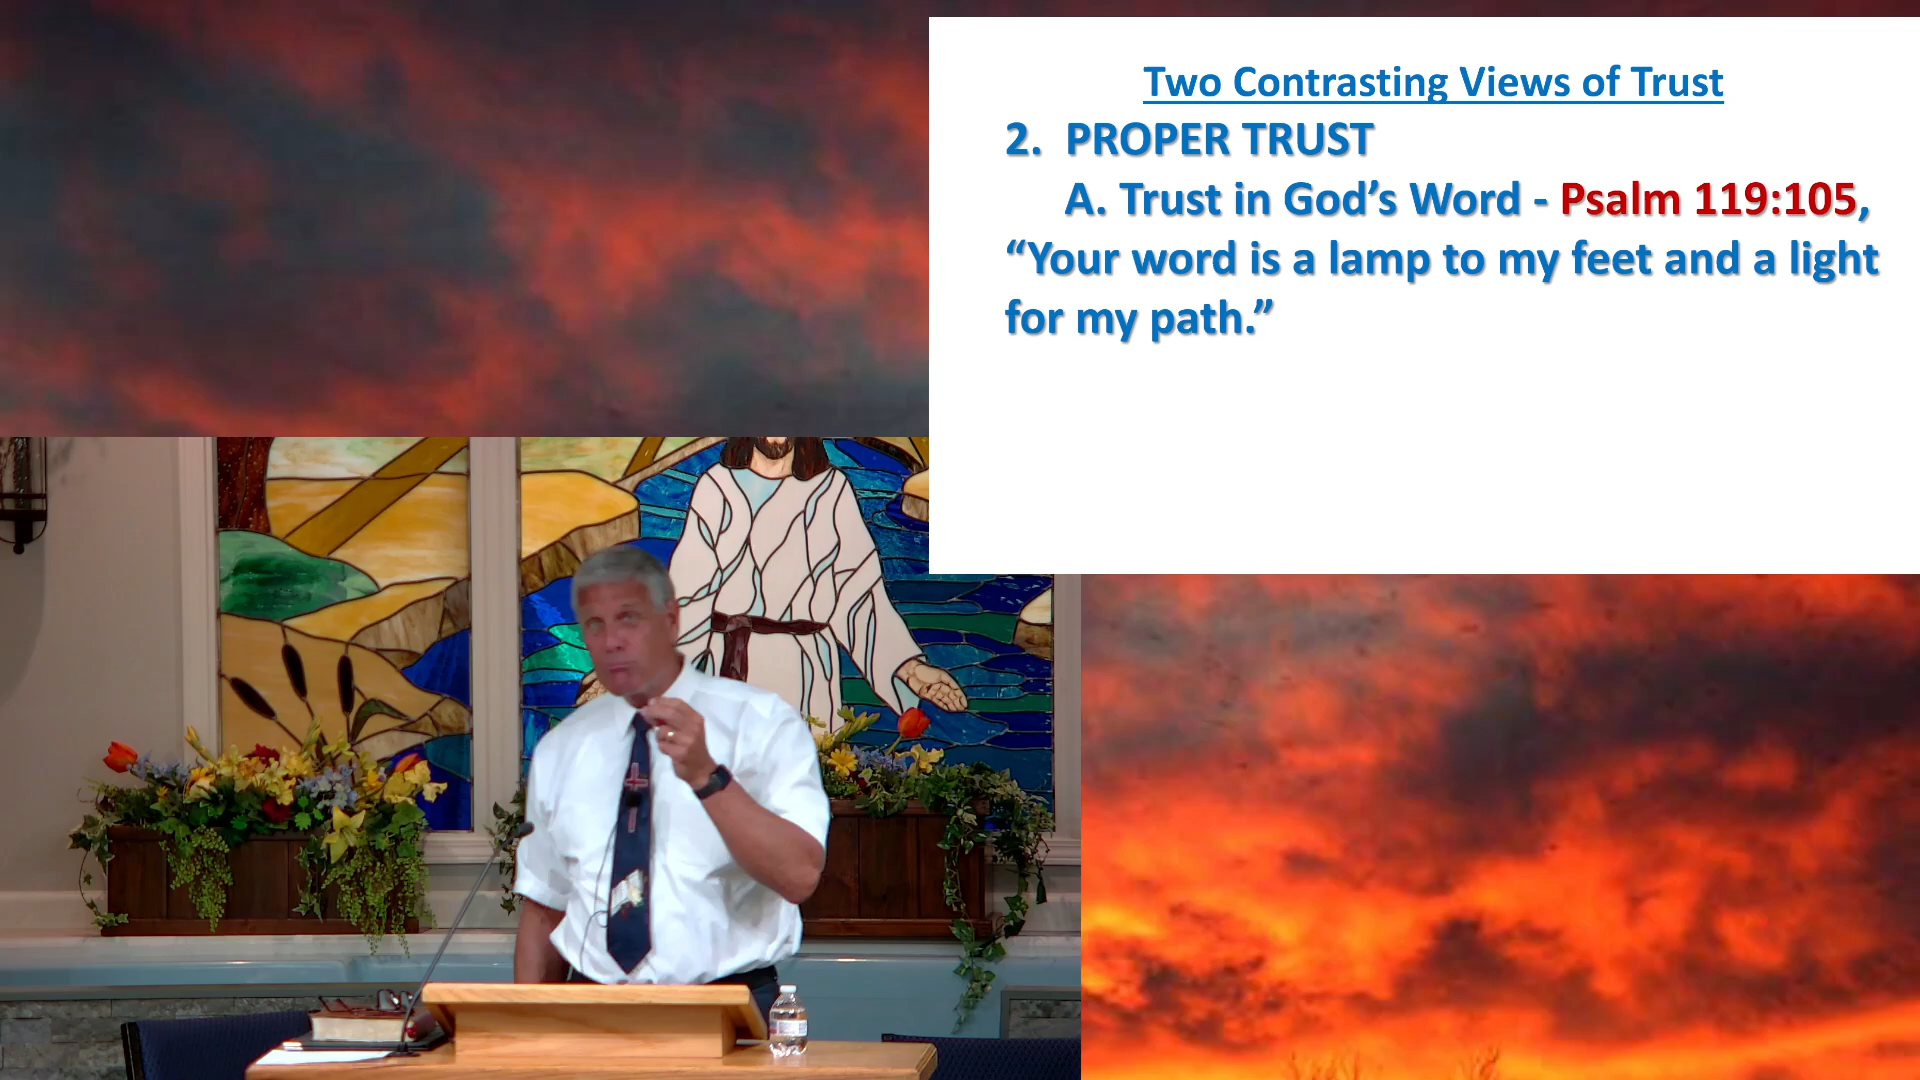 Two Contrasting Views of Trust
2. PROPER TRUST
A. Trust in God’s Word - Psalm 119:105,
“Your word is a lamp to my feet and a light
for my path.”